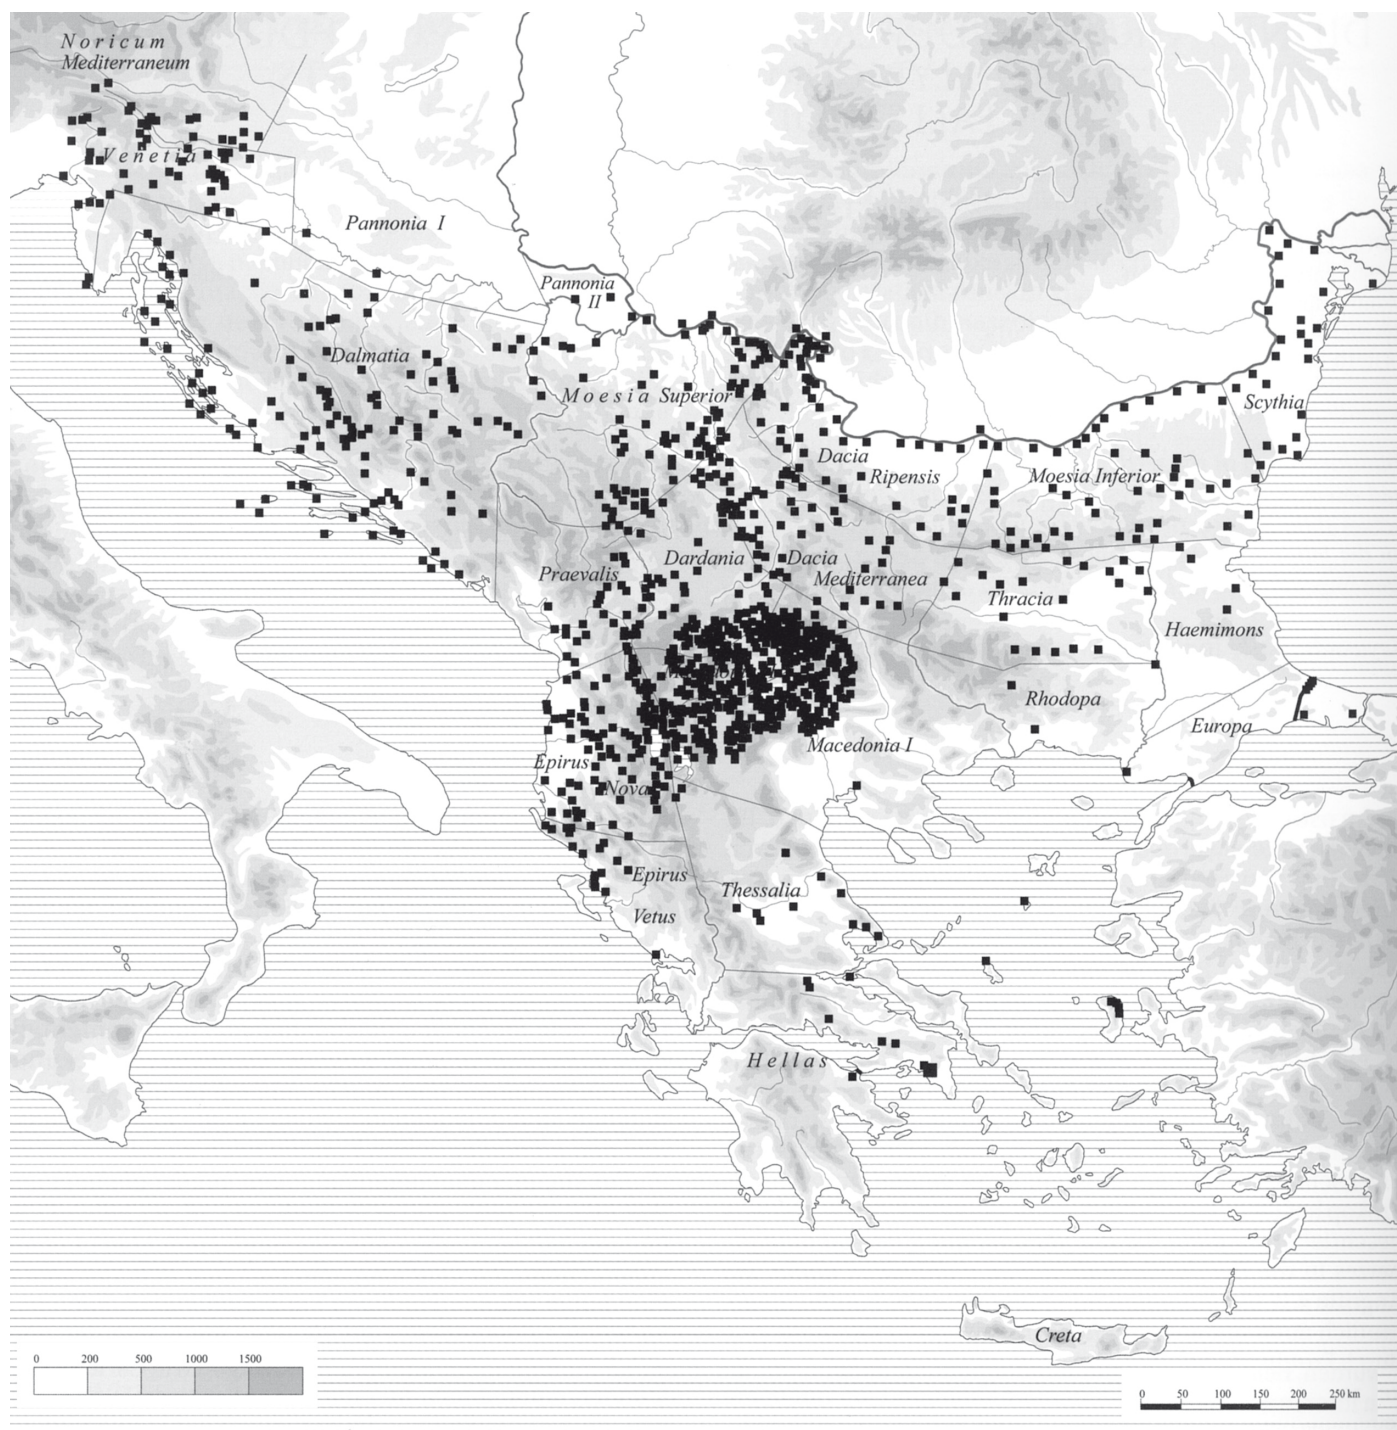 Noricum
Mediterraneum
Venetia
Pannonia I
Pannonia
II
Dalmatia
Moesia Superior
Scythia
Dacia
Ripensis
Moesia Inferior
Dardania
Dacia
Mediterranea
Praevalis
Thracia
Haemimons
Rhodopa
Europa
Macedonia I
Epirus
Nova
Epirus
Vetus
Thessalia
Hellas
Creta
0 200 500 1000 1500
0 50 100 150 200 250 km